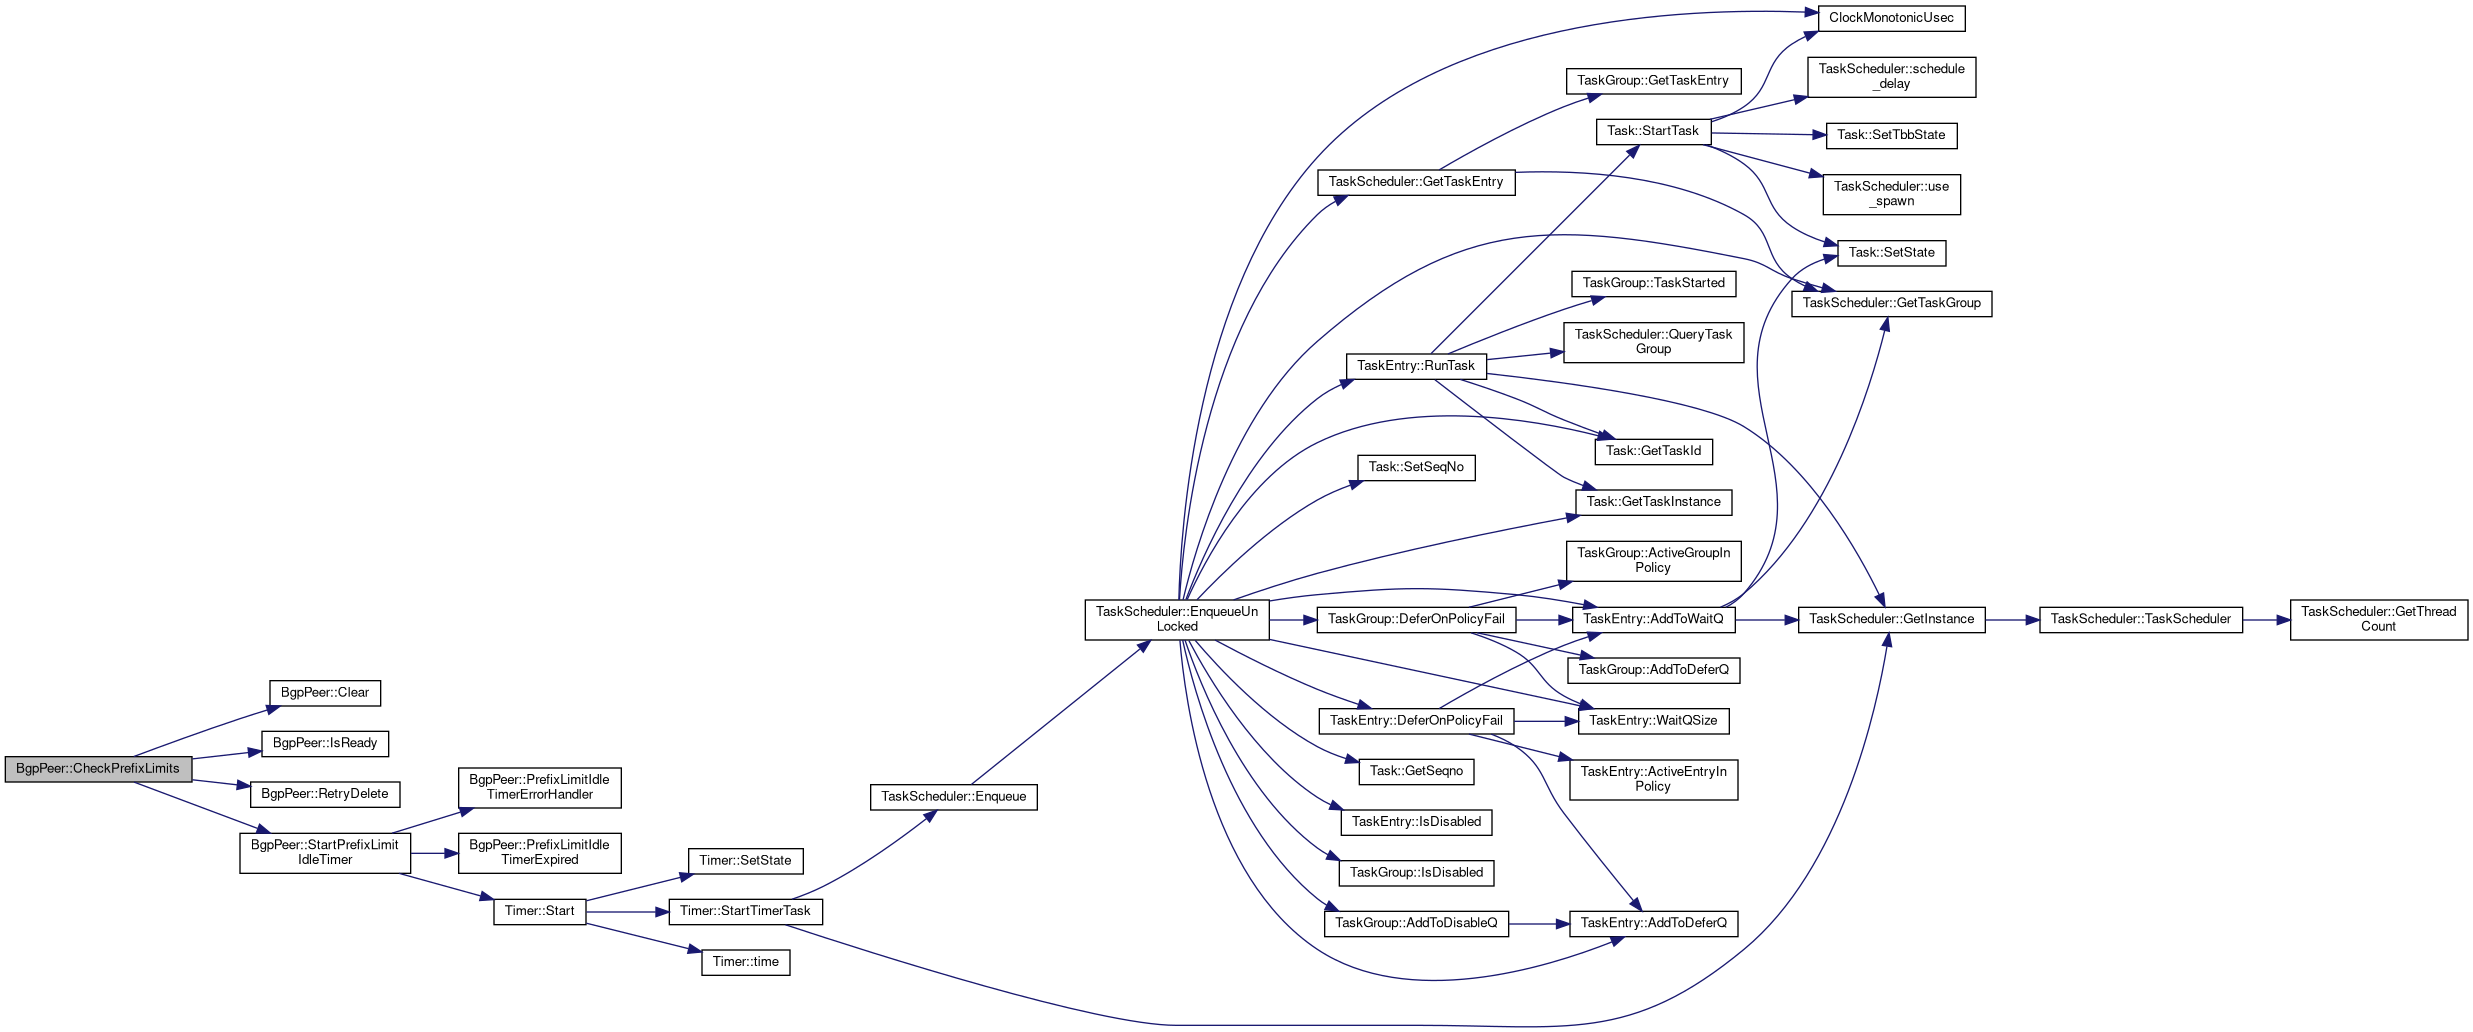 BgpPeer::CheckPrefixLimits
BgpPeer::Clear
BgpPeer::IsReady
BgpPeer::RetryDelete
BgpPeer::StartPrefixLimit
IdleTimer
BgpPeer::PrefixLimitIdle
TimerErrorHandler
BgpPeer::PrefixLimitIdle
TimerExpired
Timer::Start
Timer::SetState
Timer::StartTimerTask
Timer::time
TaskScheduler::Enqueue
TaskScheduler::EnqueueUn
Locked
TaskScheduler::GetTaskEntry
TaskEntry::RunTask
Task::SetSeqNo
TaskGroup::DeferOnPolicyFail
TaskEntry::DeferOnPolicyFail
Task::GetSeqno
TaskEntry::IsDisabled
TaskGroup::IsDisabled
TaskGroup::AddToDisableQ
TaskGroup::GetTaskEntry
Task::StartTask
TaskGroup::TaskStarted
TaskScheduler::QueryTask
Group
Task::GetTaskId
Task::GetTaskInstance
TaskGroup::ActiveGroupIn
Policy
TaskEntry::AddToWaitQ
TaskGroup::AddToDeferQ
TaskEntry::WaitQSize
TaskEntry::ActiveEntryIn
Policy
TaskEntry::AddToDeferQ
ClockMonotonicUsec
TaskScheduler::schedule
_delay
Task::SetTbbState
TaskScheduler::use
_spawn
Task::SetState
TaskScheduler::GetTaskGroup
TaskScheduler::GetInstance
TaskScheduler::TaskScheduler
TaskScheduler::GetThread
Count